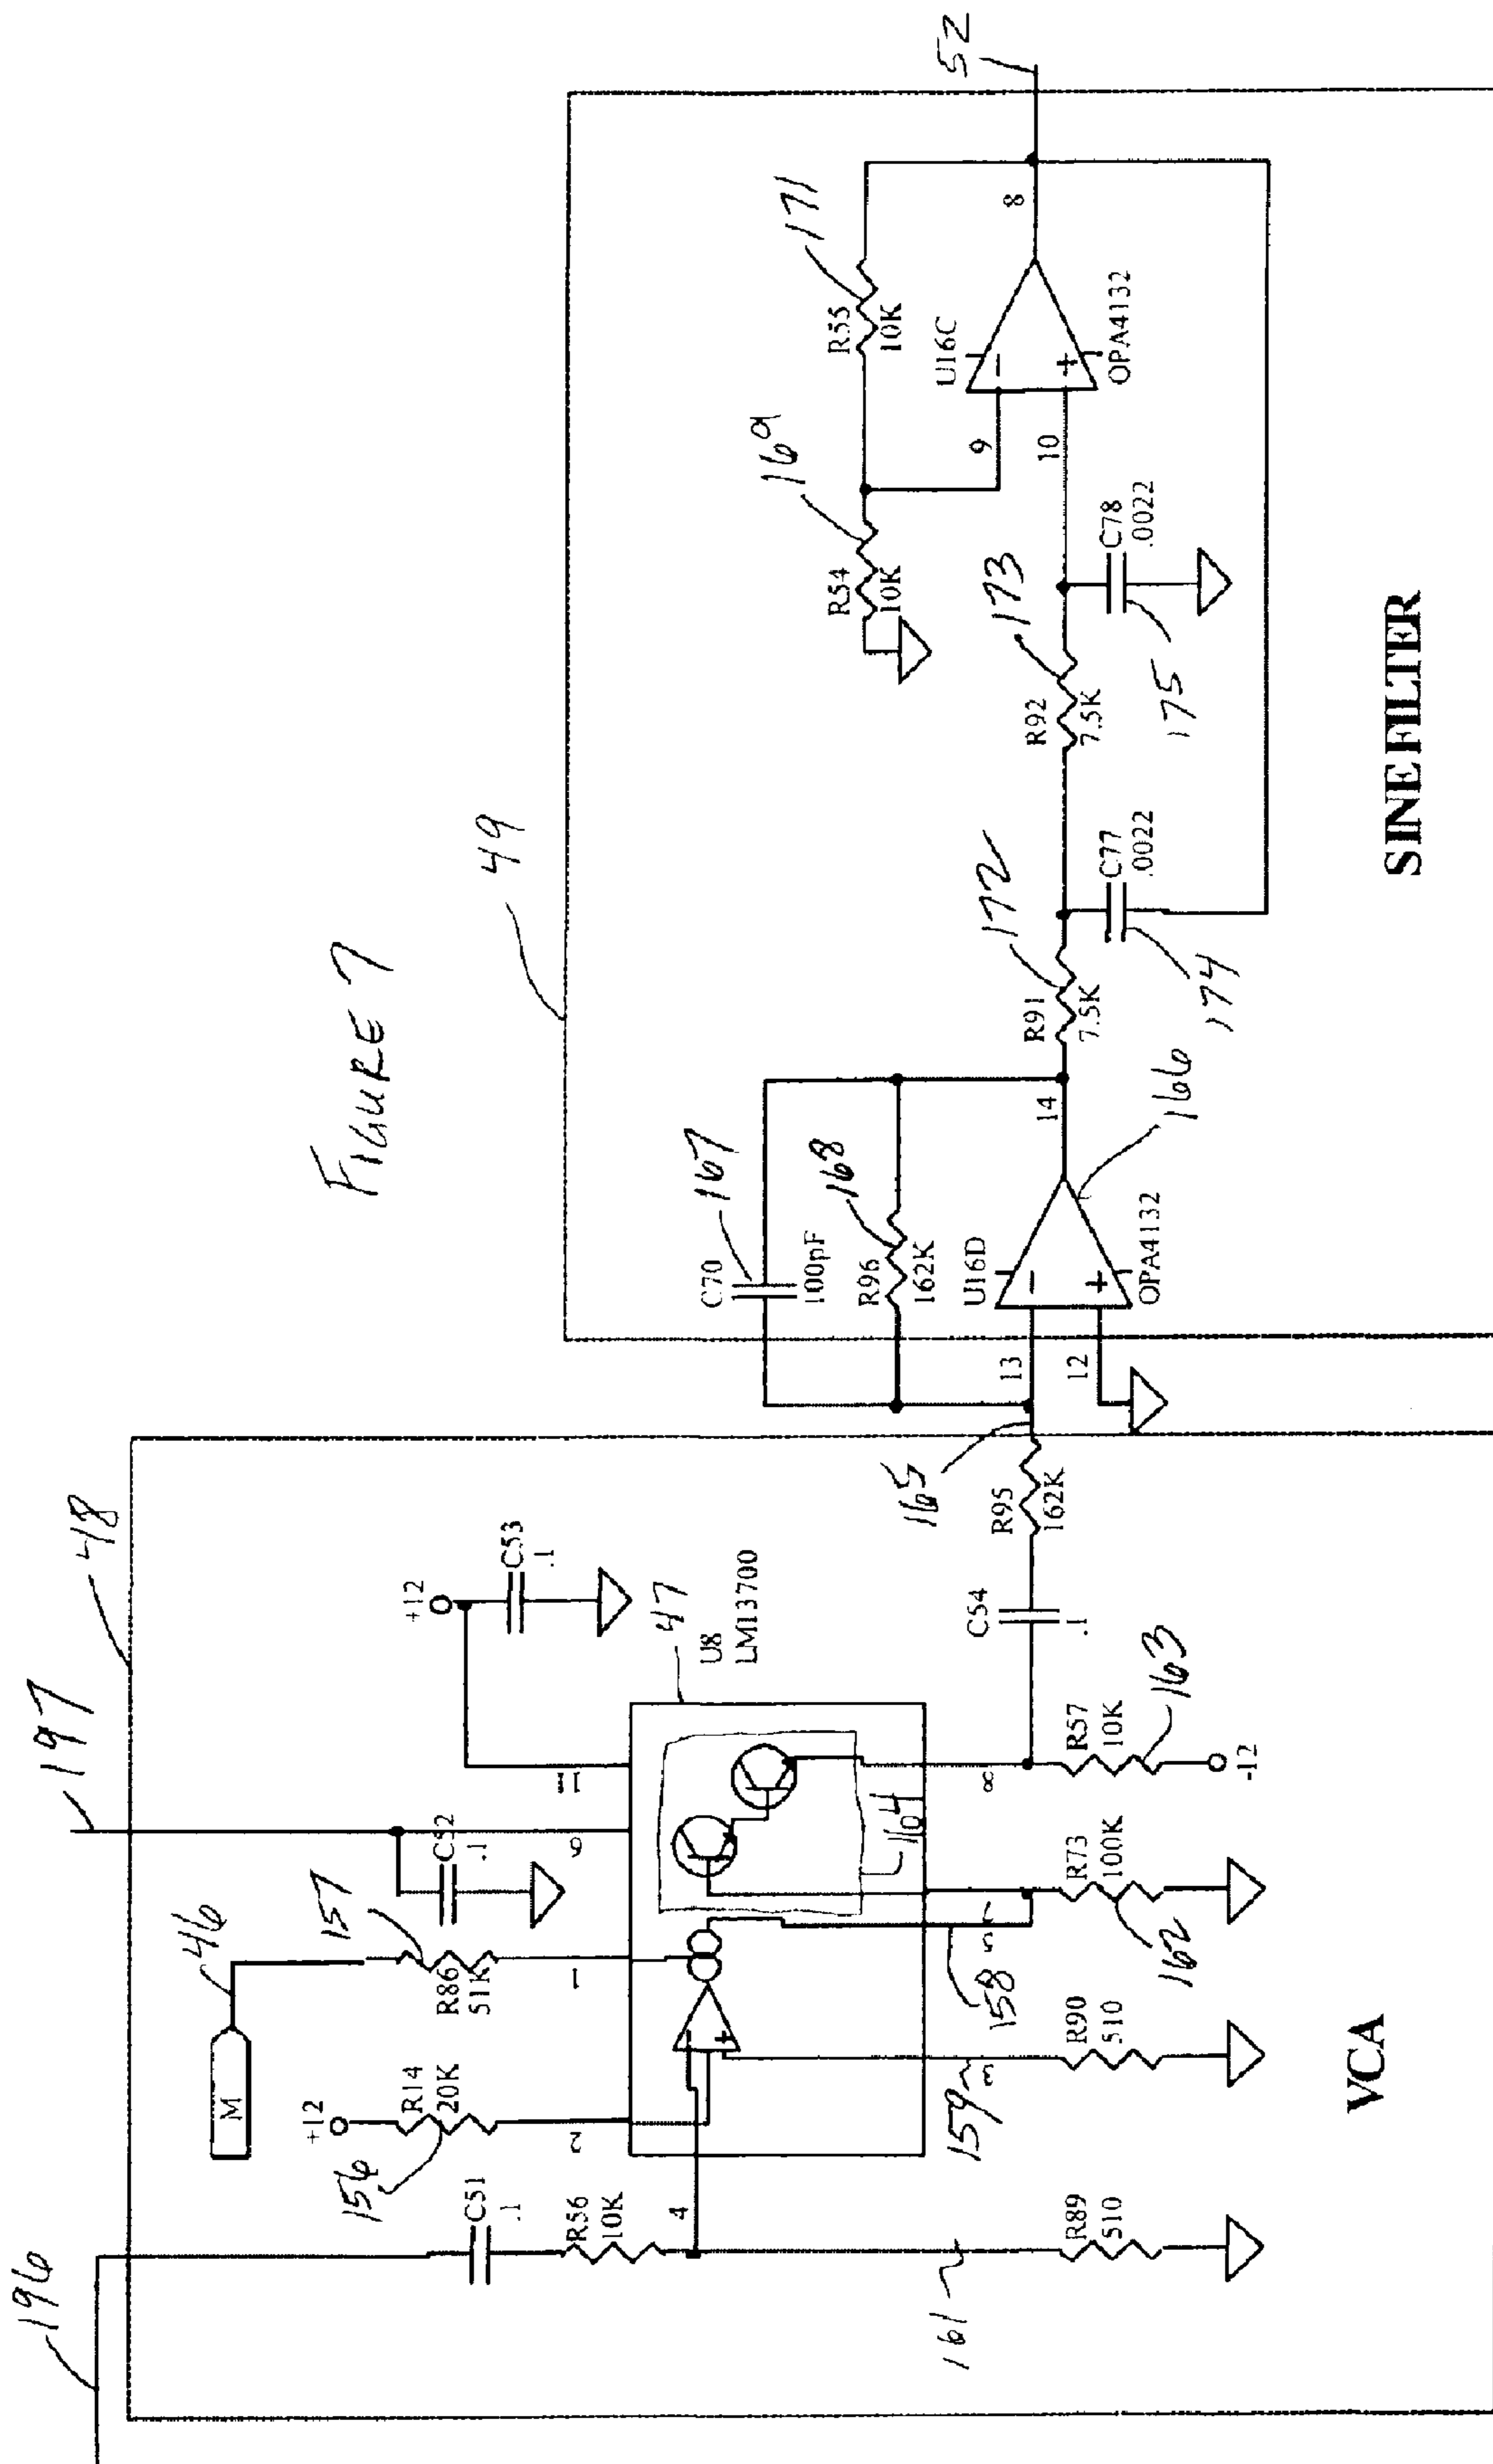 FIGURE 7
196
197
48
46
M
+12
156
R14
20K
157
R86
51K
C51
.1
R56
10K
C52
.1
+12
C53
.1
47
U8
LM13700
2
1
6
11
4
164
161
R89
510
159
3
R90
510
158
5
7
R73
100K
162
8
R57
10K
163
-12
C54
.1
R95
162K
165
VCA
49
C70
100pF
167
R96
162K
168
13
12
U16D
14
OPA4132
166
R91
7.5K
172
C77
.0022
174
R92
7.5K
173
C78
.0022
175
R54
10K
169
R55
10K
171
9
10
U16C
8
OPA4132
52
SINE FILTER